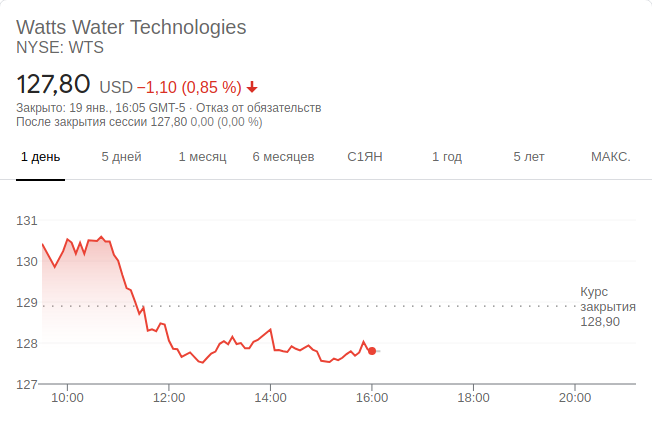 Watts Water Technologies
NYSE: WTS
127,80 USD −1,10 (0,85 %)
Закрыто: 19 янв., 16:05 GMT-5 · Отказ от обязательств
После закрытия сессии 127,80 0,00 (0,00 %)
1 день 5 дней 1 месяц 6 месяцев С1ЯН 1 год 5 лет МАКС.
131
130
129
128
127
Курс
закрытия
128,90
10:00 12:00 14:00 16:00 18:00 20:00